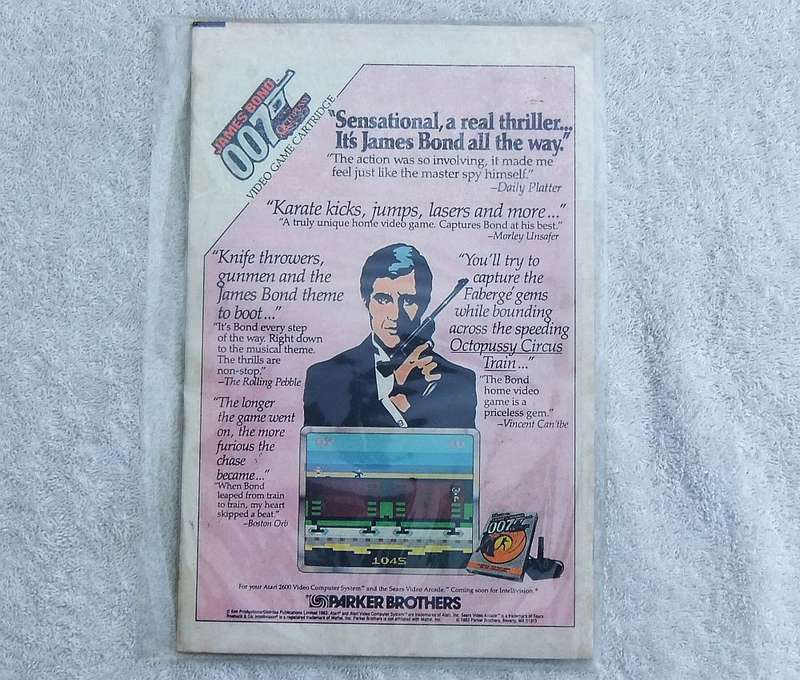 JAMES BOND
007
OCTOPUSSY
VIDEO GAME CARTRIDGE
"Sensational, a real thriller...
It's James Bond all the way."
"The action was so involving, it made me
feel just like the master spy himself."
–Daily Platter
"Karate kicks, jumps, lasers and more..."
"A truly unique home video game. Captures Bond at his best."
–Morley Unsafer
"Knife throwers,
gunmen and the
James Bond theme
to boot..."
"It's Bond every step
of the way. Right down
to the musical theme.
The thrills are
non-stop."
–The Rolling Pebble
"The longer
the game went
on, the more
furious the
chase
became..."
"When Bond
leaped from train
to train, my heart
skipped a beat."
–Boston Orb
"You'll try to
capture the
Fabergé gems
while bounding
across the speeding
Octopussy Circus
Train..."
"The Bond
home video
game is a
priceless gem."
–Vincent Can'tbe
1045
007
For your Atari 2600 Video Computer System™ and the Sears Video Arcade.™ Coming soon for Intellivision.®
PARKER BROTHERS